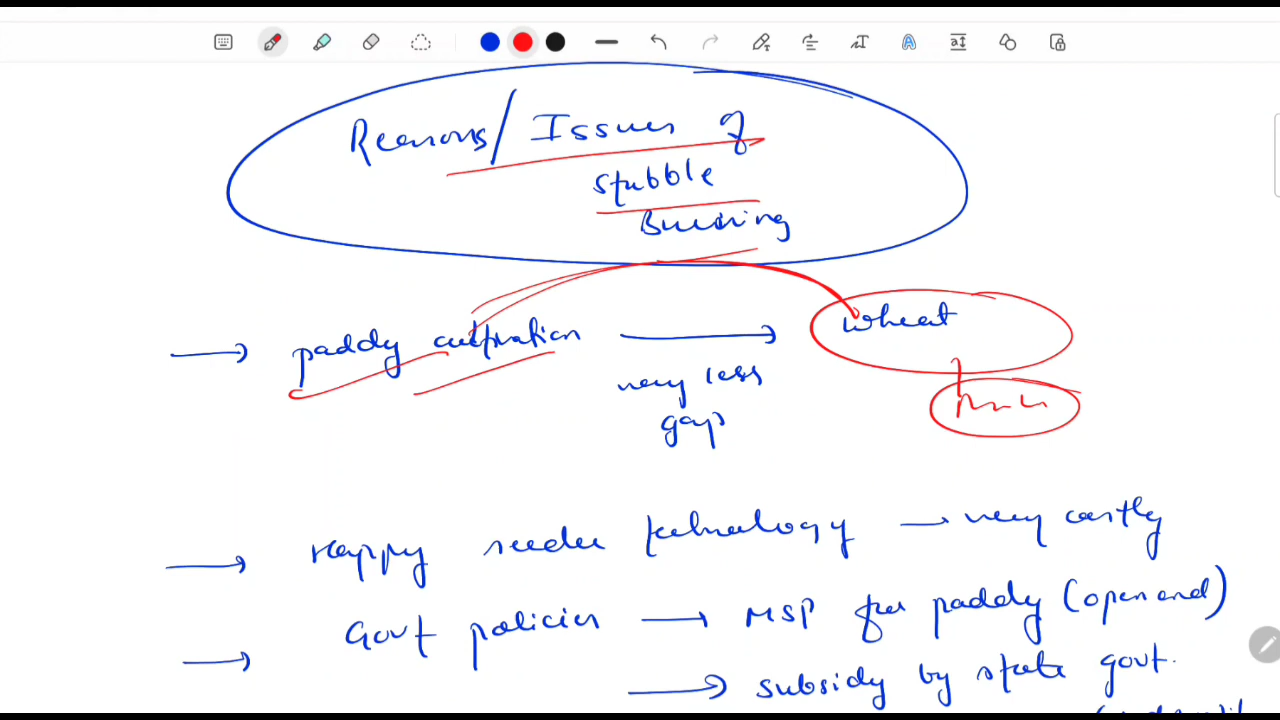 Reasons/Issues of
Stubble
Burning
→ paddy cultivation → wheat
very less
gap
→ Happy seeder technology → very costly
→ Govt policies → MSP for paddy (open end)
→ subsidy by state govt.